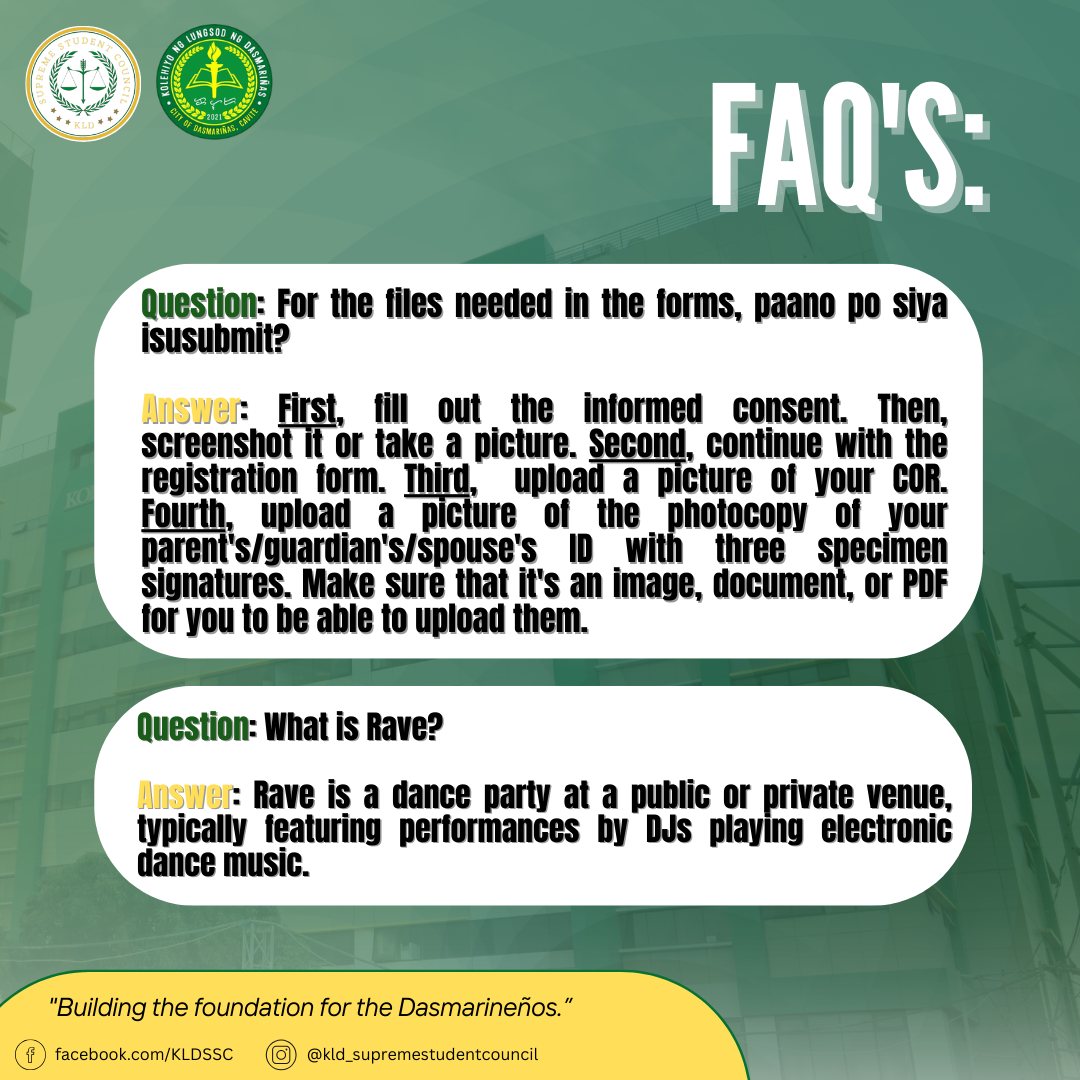 SUPREME STUDENT COUNCIL
KLD
KOLEHIYO NG LUNGSOD NG DASMARIÑAS
2021
CITY OF DASMARIÑAS, CAVITE
FAQ'S:
Question: For the files needed in the forms, paano po siya
isusubmit?
Answer: First, fill out the informed consent. Then,
screenshot it or take a picture. Second, continue with the
registration form. Third, upload a picture of your COR.
Fourth, upload a picture of the photocopy of your
parent's/guardian's/spouse's ID with three specimen
signatures. Make sure that it's an image, document, or PDF
for you to be able to upload them.
Question: What is Rave?
Answer: Rave is a dance party at a public or private venue,
typically featuring performances by DJs playing electronic
dance music.
"Building the foundation for the Dasmarineños.”
facebook.com/KLDSSC
@kld_supremestudentcouncil